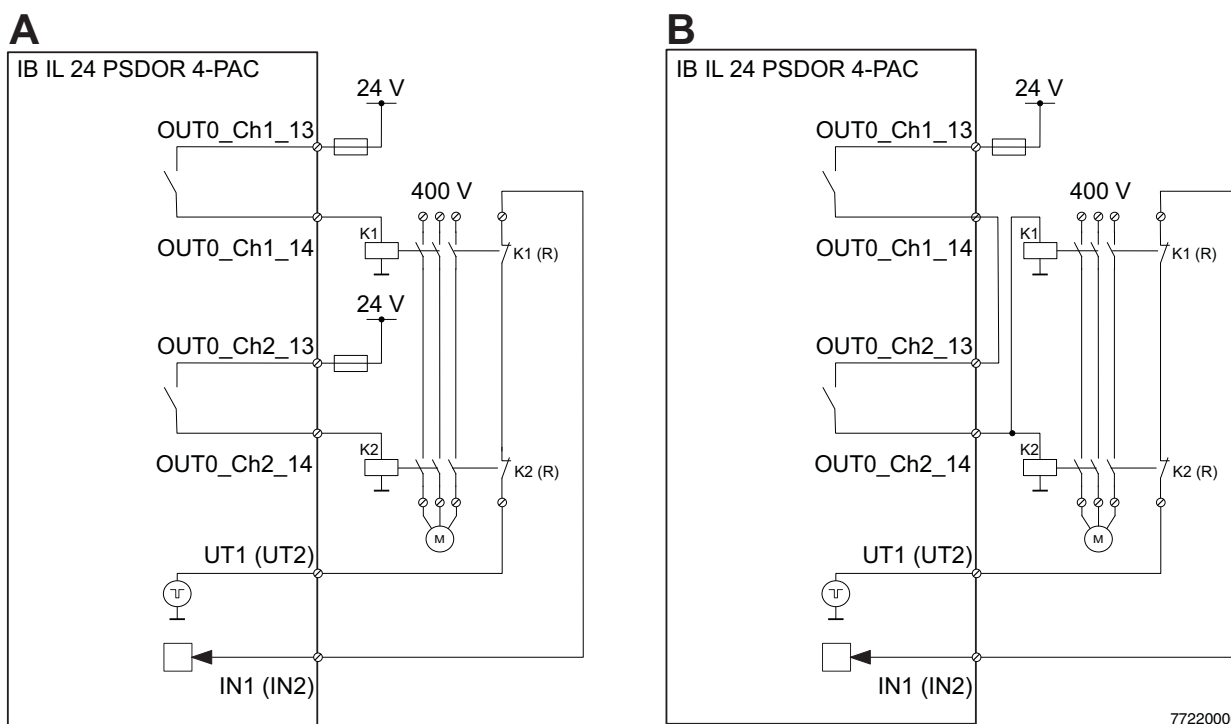 A
IB IL 24 PSDOR 4-PAC
24 V
OUT0_Ch1_13
400 V
K1
OUT0_Ch1_14
K1 (R)
24 V
OUT0_Ch2_13
K2
OUT0_Ch2_14
K2 (R)
M
UT1 (UT2)
IN1 (IN2)
B
IB IL 24 PSDOR 4-PAC
24 V
OUT0_Ch1_13
400 V
K1
OUT0_Ch1_14
K1 (R)
OUT0_Ch2_13
K2
OUT0_Ch2_14
K2 (R)
M
UT1 (UT2)
IN1 (IN2)
7722000